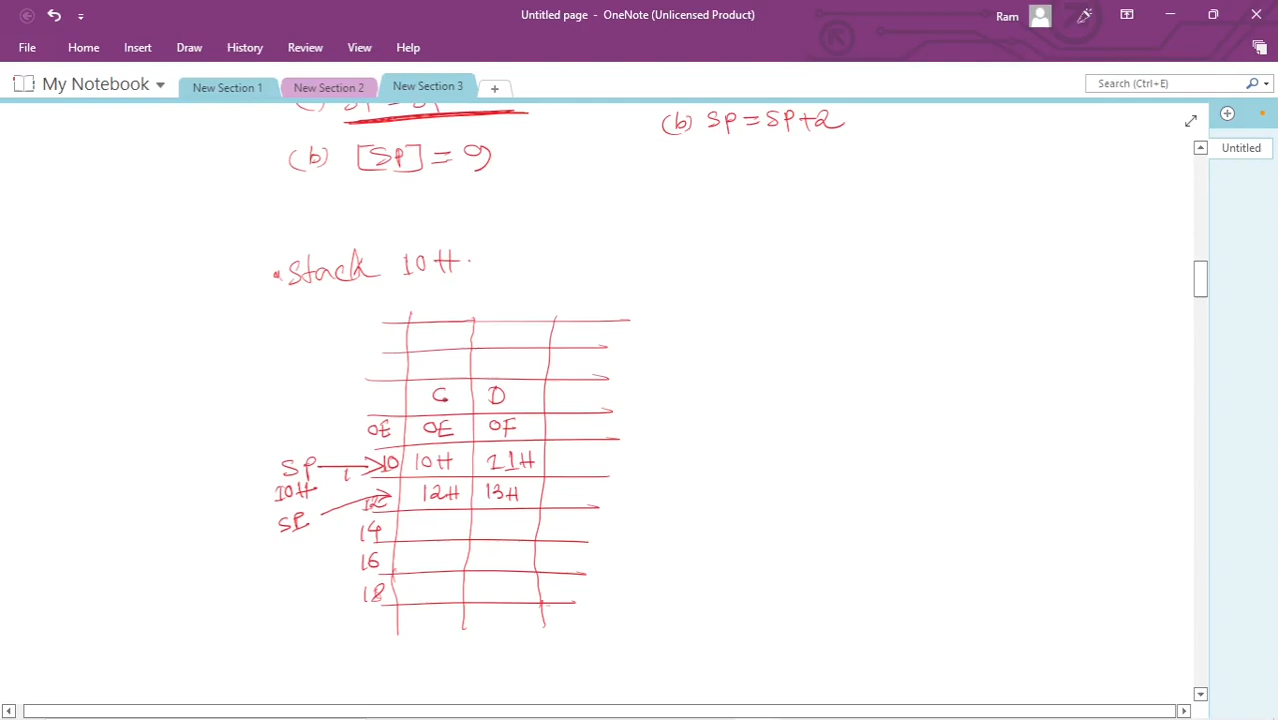 Untitled page - OneNote (Unlicensed Product)
Ram
File Home Insert Draw History Review View Help
My Notebook
New Section 1 New Section 2 New Section 3 +
Search (Ctrl+E)
Untitled
(b) SP = SP+2
(b) [SP] = 9
Stack 10H.
C D
0E 0E 0F
SP 10 10H 21H
10H
12H 13H
SP
14
16
18